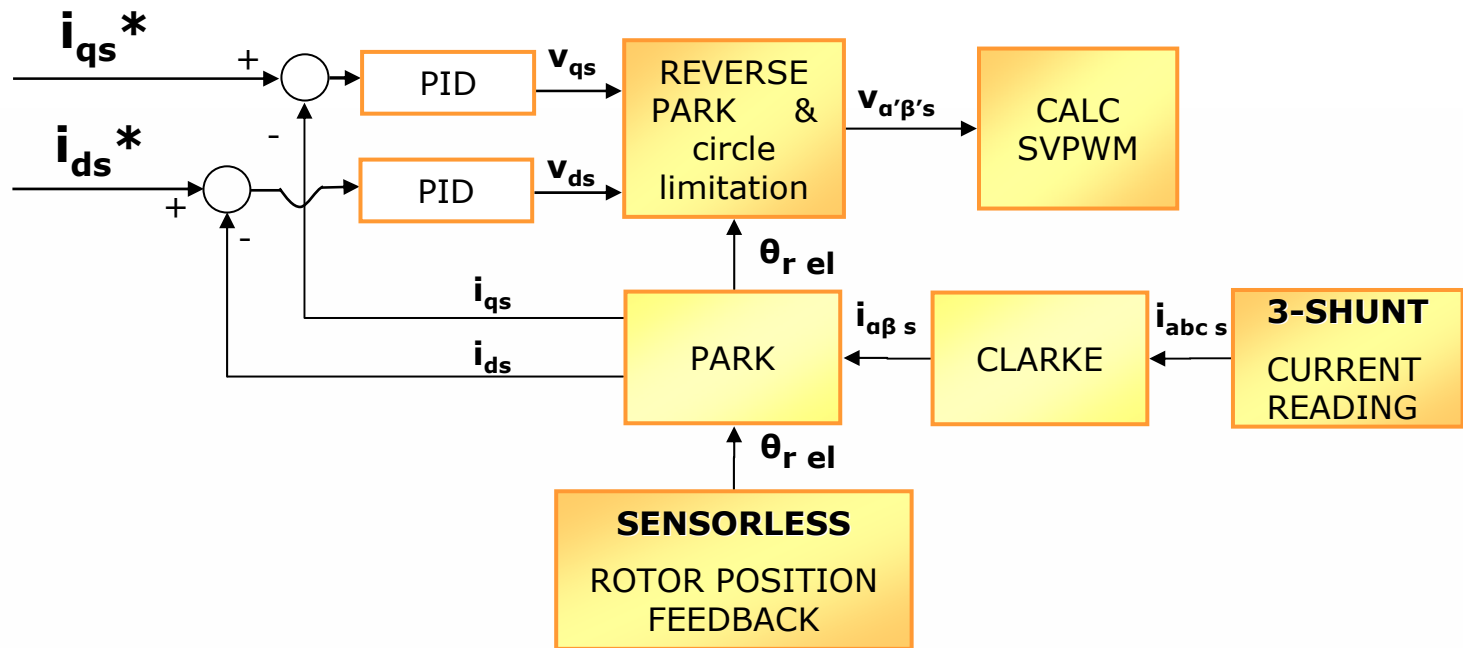 iqs*
+
PID
vqs
REVERSE
PARK &
circle
limitation
vα'β's
CALC
SVPWM
-
ids*
+
PID
vds
-
θr el
iqs
ids
PARK
iαβ s
CLARKE
iabc s
3-SHUNT
CURRENT
READING
θr el
SENSORLESS
ROTOR POSITION
FEEDBACK